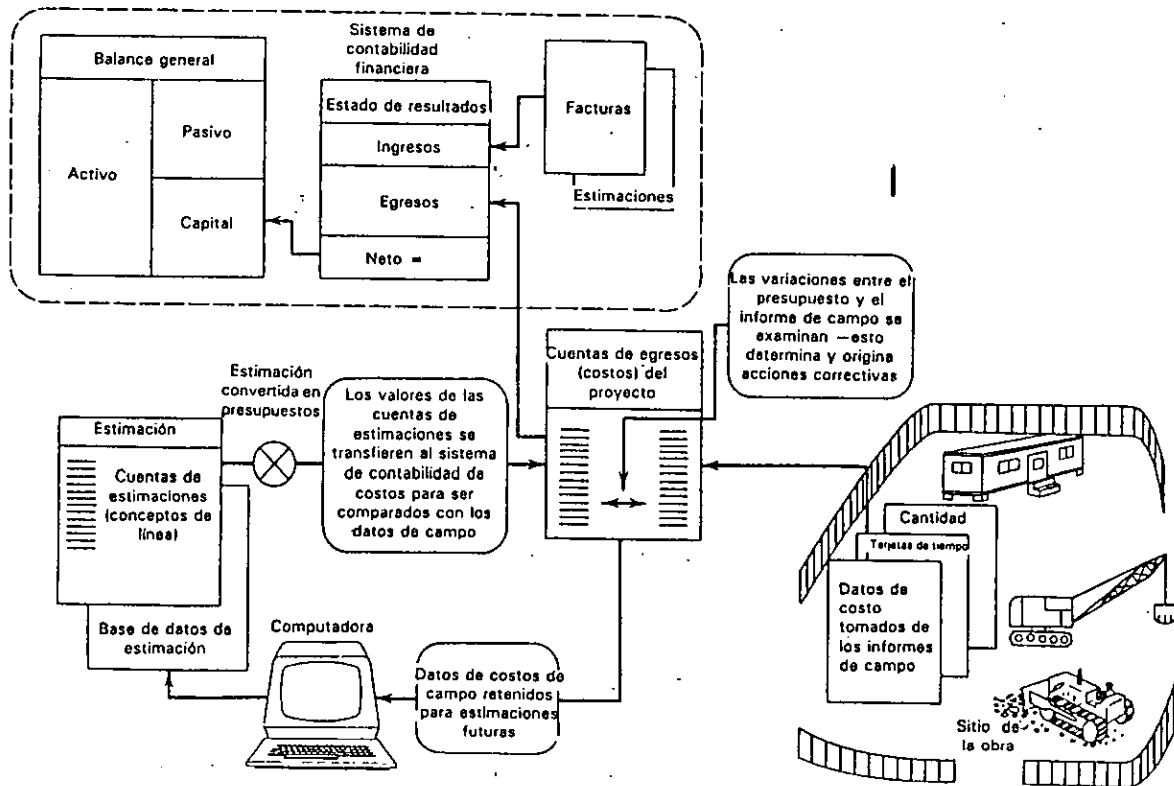 Sistema de
contabilidad
financiera
Balance general
Activo
Pasivo
Capital
Estado de resultados
Ingresos
Egresos
Neto =
Facturas
Estimaciones
Las variaciones entre el
presupuesto y el
informe de campo se
examinan —esto
determina y origina
acciones correctivas
Cuentas de egresos
(costos) del
proyecto
Estimación
convertida en
presupuestos
Los valores de las
cuentas de
estimaciones se
transfieren al sistema
de contabilidad de
costos para ser
comparados con los
datos de campo
Estimación
Cuentas de
estimaciones
(conceptos de
línea)
Base de datos de
estimación
Computadora
Datos de costos de
campo retenidos
para estimaciones
futuras
Cantidad
Tarjetas de tiempo
Datos de
costo
tomados de
los informes
de campo
Sitio de
la obra